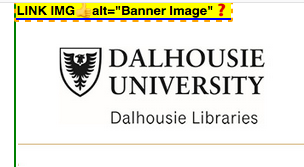 LINK IMG 👍 alt="Banner Image" ❓
DALHOUSIE
UNIVERSITY
Dalhousie Libraries